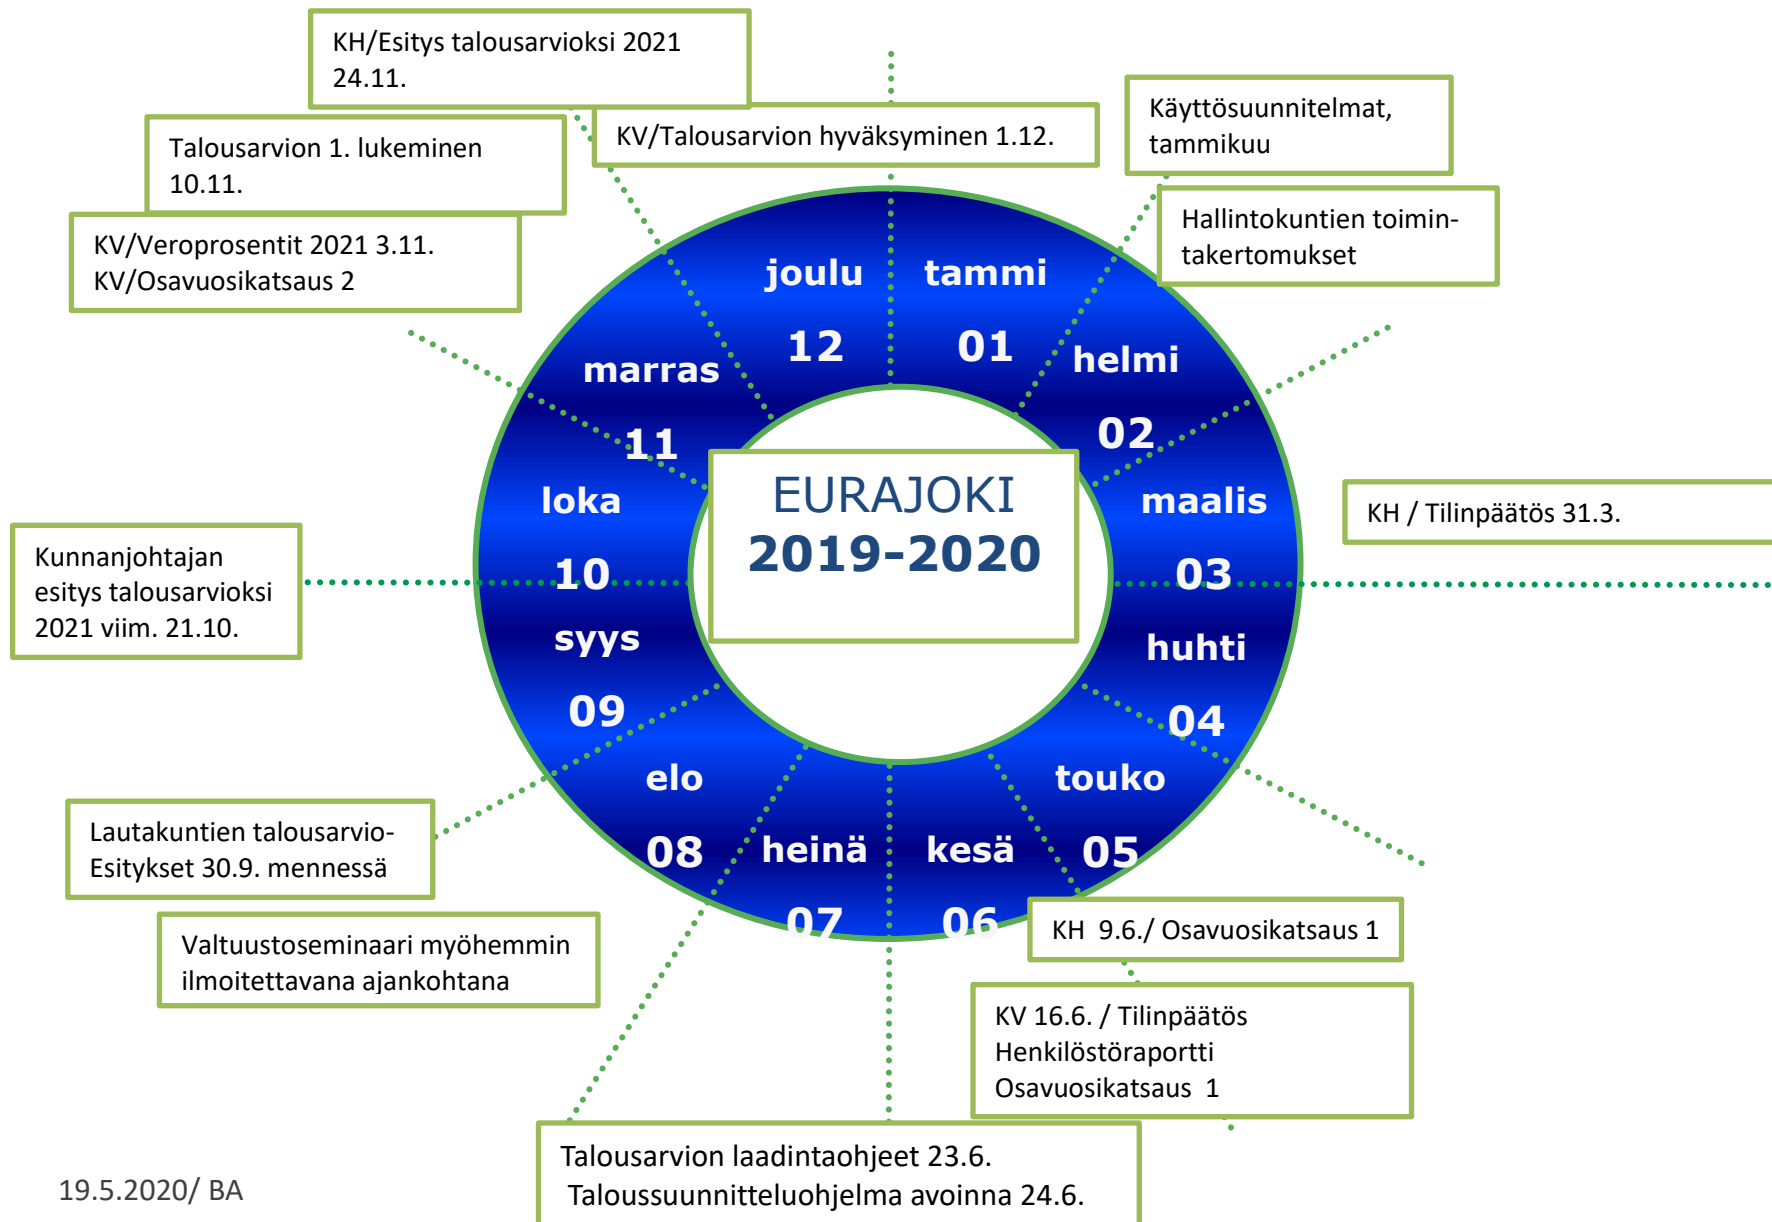 KH/Esitys talousarvioksi 2021
24.11.
KV/Talousarvion hyväksyminen 1.12.
Käyttösuunnitelmat,
tammikuu
Talousarvion 1. lukeminen
10.11.
Hallintokuntien toimin-
takertomukset
KV/Veroprosentit 2021 3.11.
KV/Osavuosikatsaus 2
joulu
12
tammi
01
helmi
02
marras
11
maalis
03
loka
10
EURAJOKI
2019-2020
KH / Tilinpäätös 31.3.
Kunnanjohtajan
esitys talousarvioksi
2021 viim. 21.10.
syys
09
huhti
04
elo
08
touko
05
heinä
07
kesä
06
Lautakuntien talousarvio-
Esitykset 30.9. mennessä
Valtuustoseminaari myöhemmin
ilmoitettavana ajankohtana
KH 9.6./ Osavuosikatsaus 1
KV 16.6. / Tilinpäätös
Henkilöstöraportti
Osavuosikatsaus 1
Talousarvion laadintaohjeet 23.6.
Taloussuunnitteluohjelma avoinna 24.6.
19.5.2020/ BA